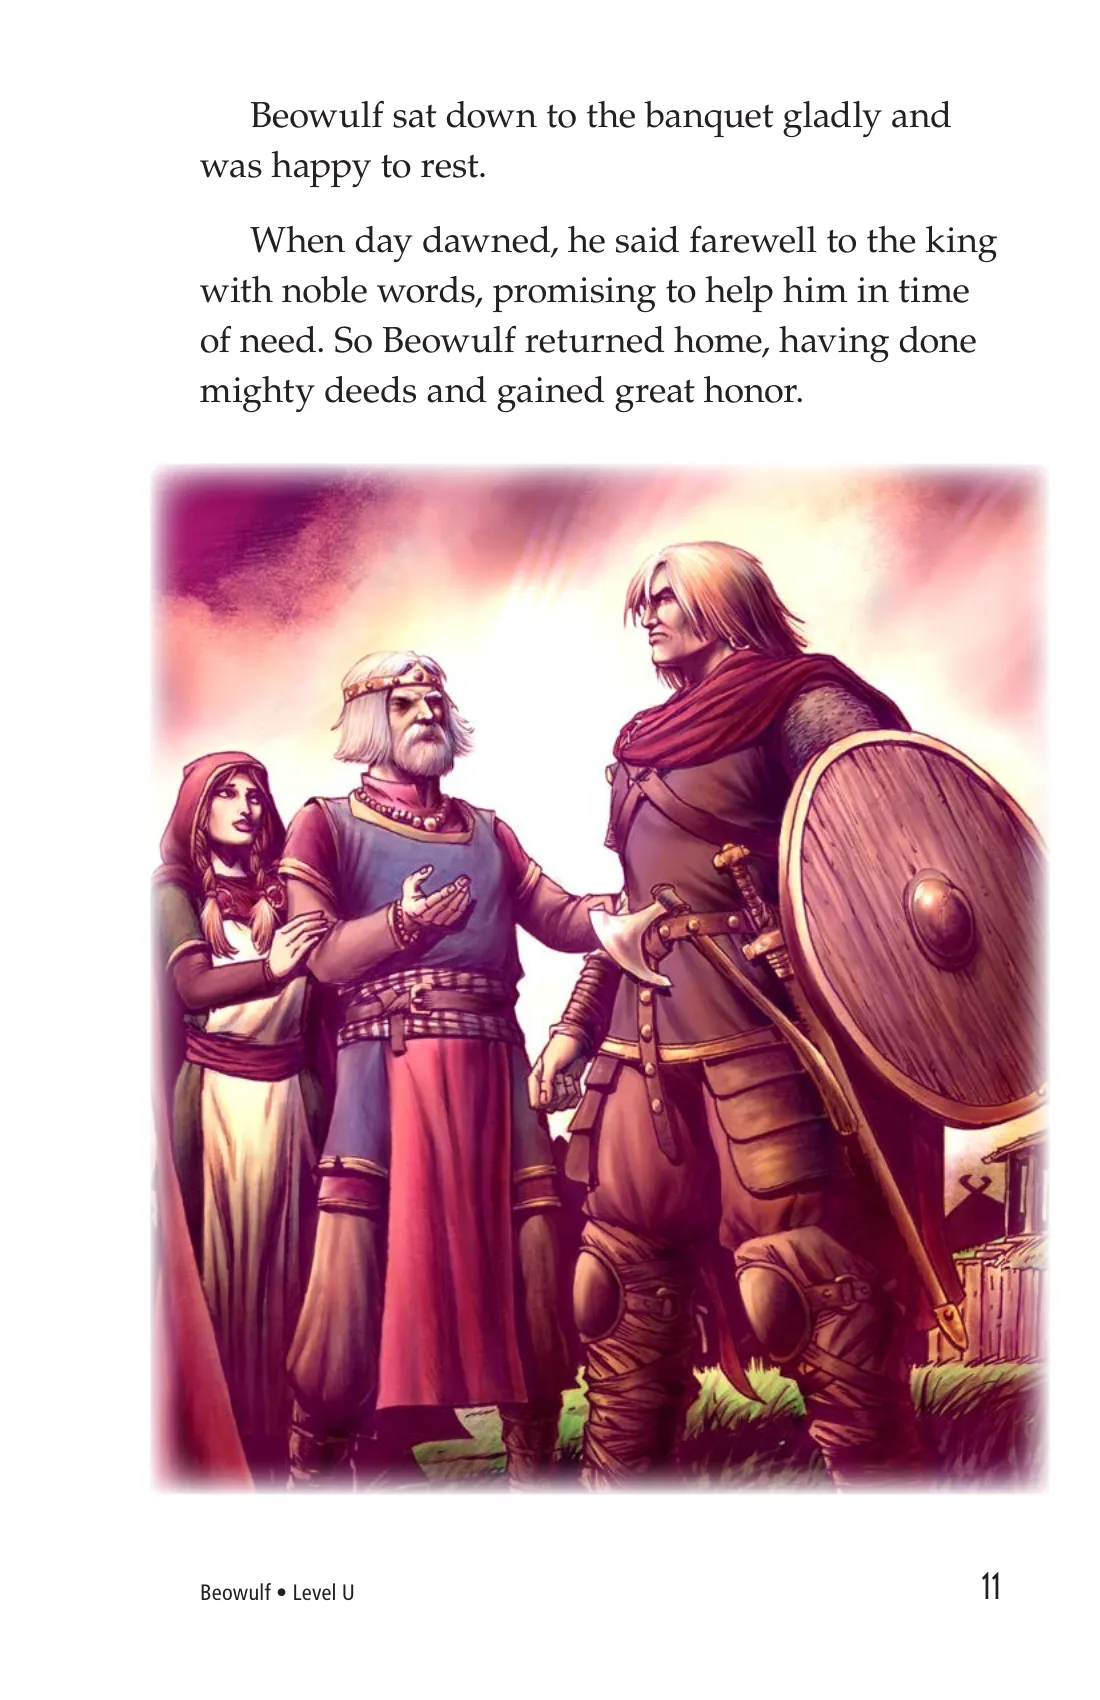 Beowulf sat down to the banquet gladly and
was happy to rest.
When day dawned, he said farewell to the king
with noble words, promising to help him in time
of need. So Beowulf returned home, having done
mighty deeds and gained great honor.
Beowulf • Level U
11